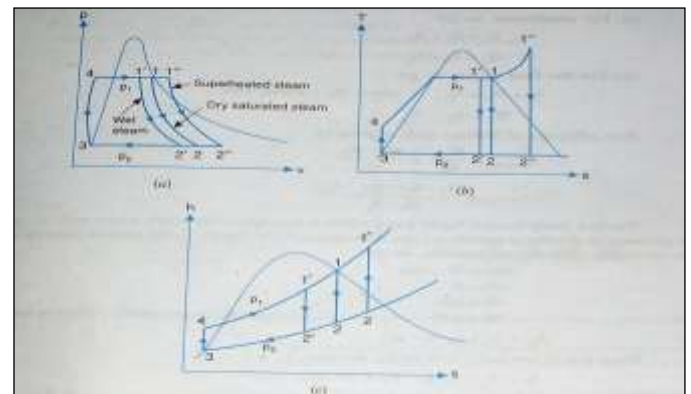 p
4 1' 1 1''
P₁
Superheated steam
Dry saturated steam
Wet
steam
3
P₂ 2' 2 2''
v
(a)
T
1''
P₁ 1' 1
4
3
P₂ 2' 2 2''
s
(b)
h
1''
1
1'
P₁
4
3
P₂ 2' 2 2
s
(c)